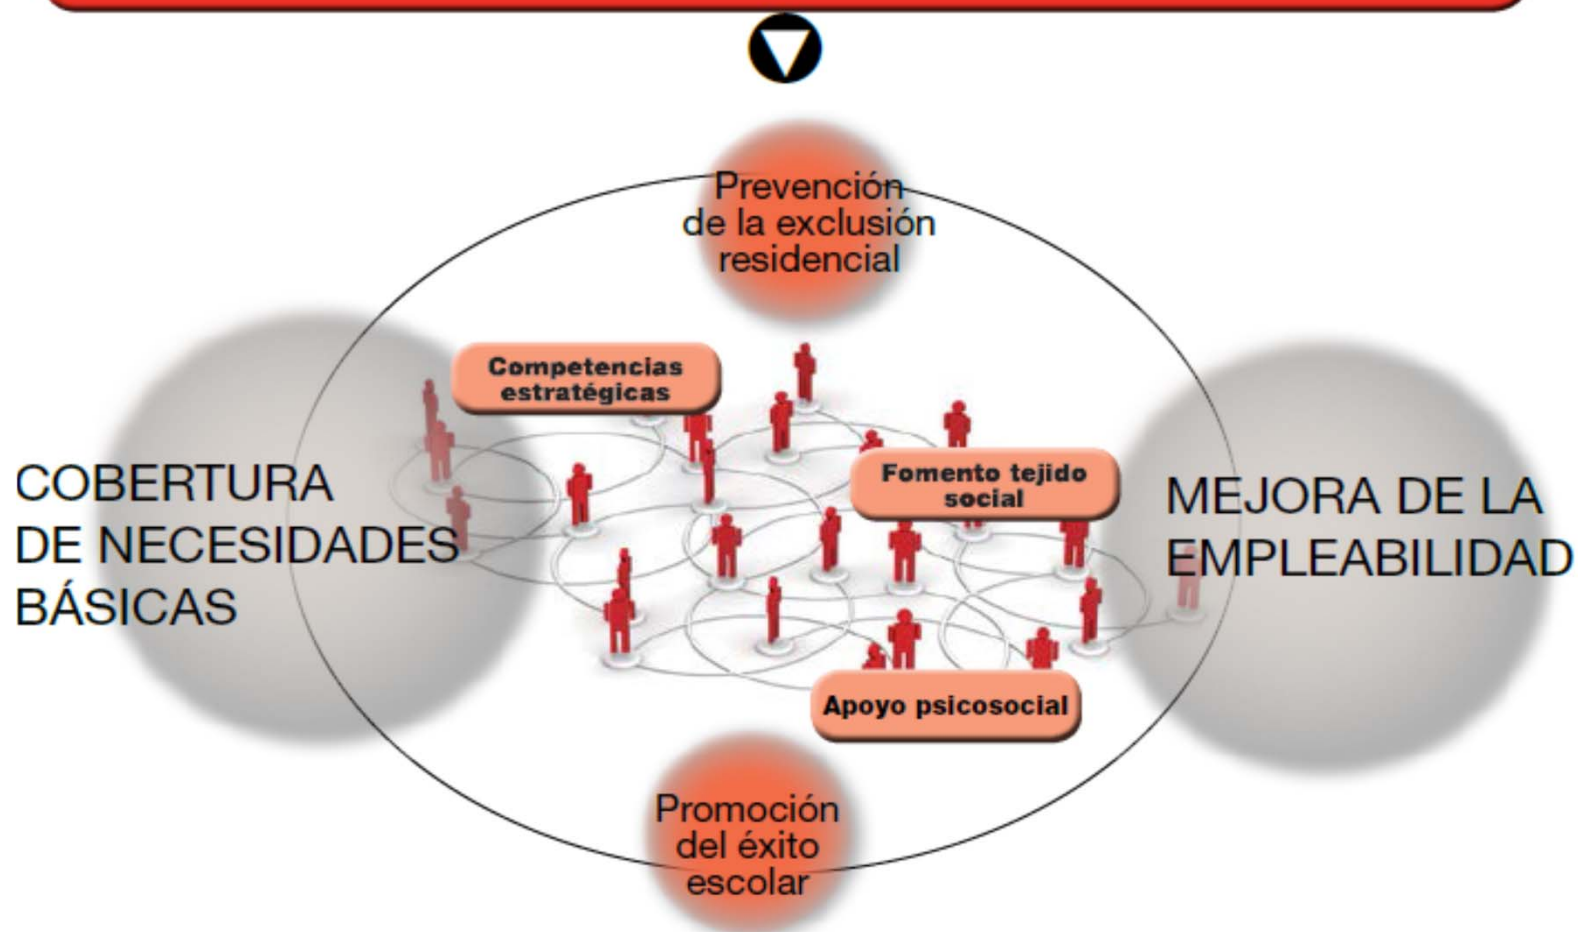 Prevención
de la exclusión
residencial
Competencias
estratégicas
Fomento tejido
social
COBERTURA
DE NECESIDADES
BÁSICAS
MEJORA DE LA
EMPLEABILIDAD
Apoyo psicosocial
Promoción
del éxito
escolar